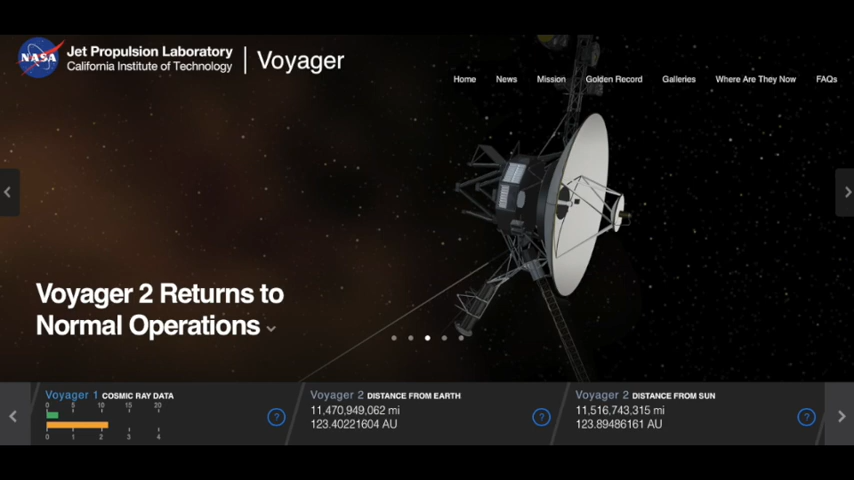 NASA
Jet Propulsion Laboratory
California Institute of Technology
Voyager
Home News Mission Golden Record Galleries Where Are They Now FAQs
Voyager 2 Returns to
Normal Operations
Voyager 1 COSMIC RAY DATA
0 5 10 15 20
0 1 2 3 4
?
Voyager 2 DISTANCE FROM EARTH
11,470,949,062 mi
123.40221604 AU
?
Voyager 2 DISTANCE FROM SUN
11,516,743,315 mi
123.89486161 AU
?